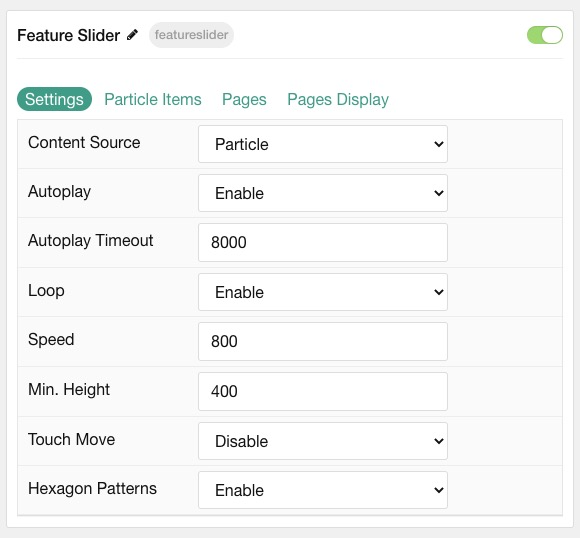 Feature Slider featureslider
Settings Particle Items Pages Pages Display
Content Source Particle
Autoplay Enable
Autoplay Timeout 8000
Loop Enable
Speed 800
Min. Height 400
Touch Move Disable
Hexagon Patterns Enable